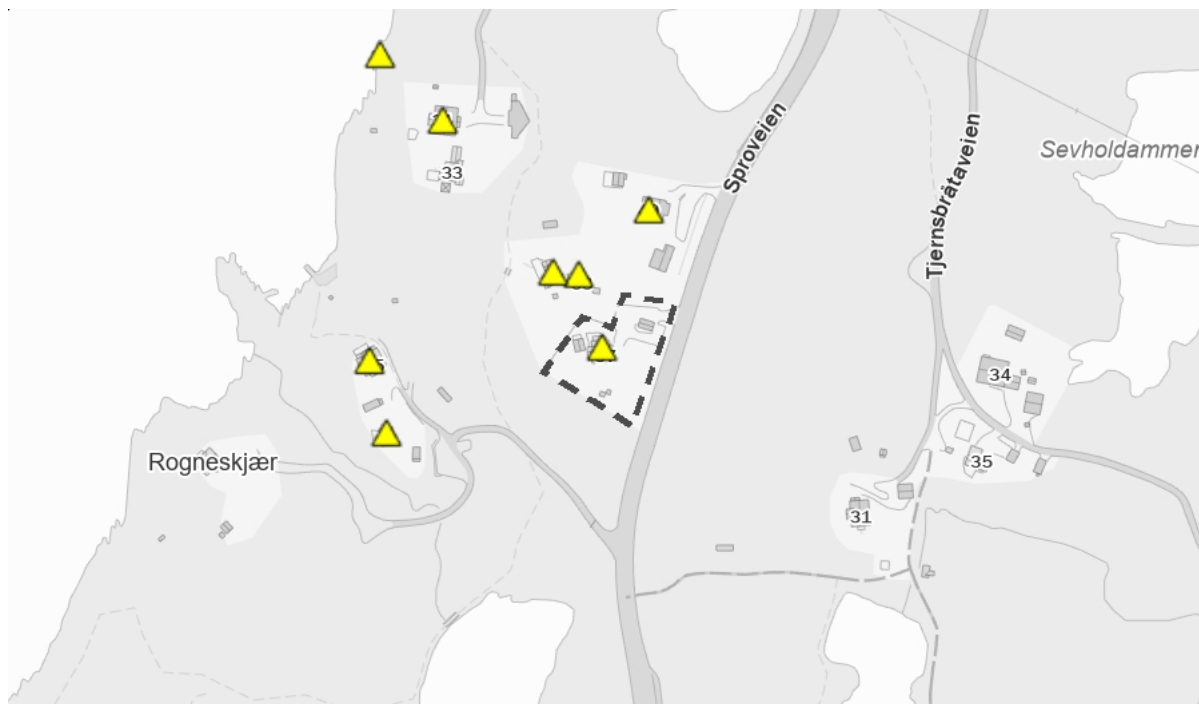 33
Sproveien
Tjernsbråtaveien
Sevholdammer
34
35
31
Rogneskjær